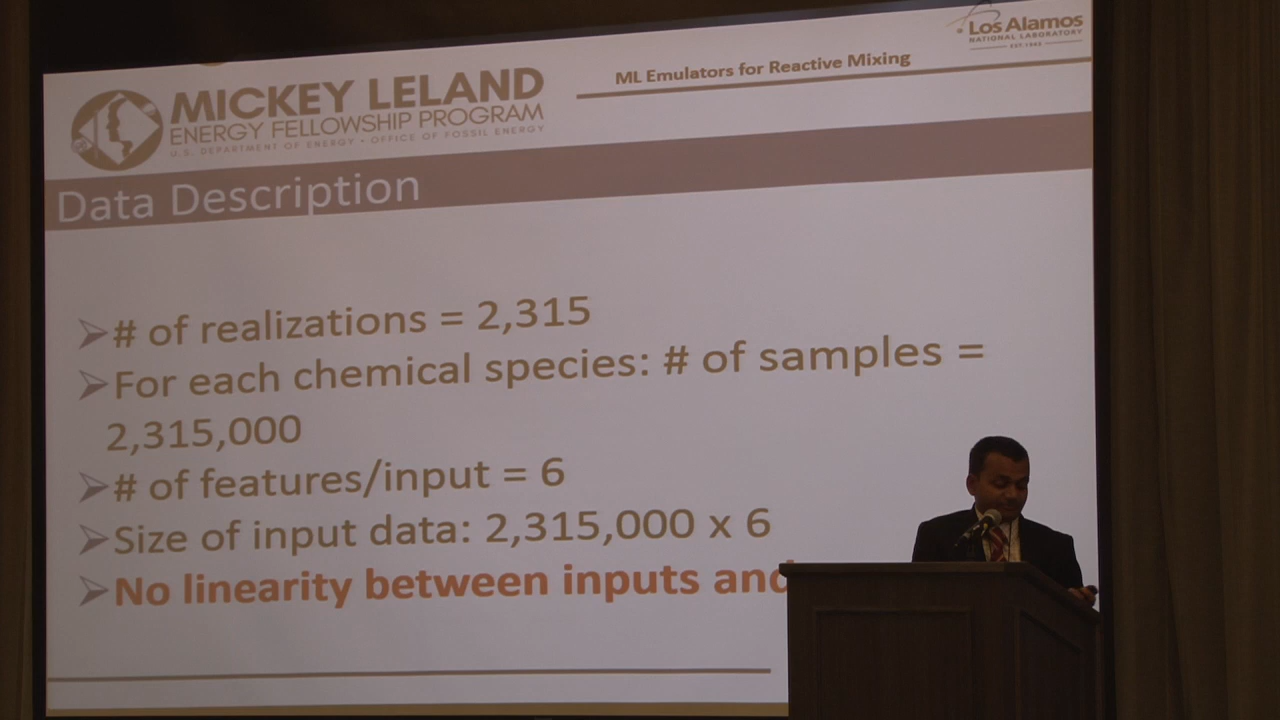 Los Alamos
NATIONAL LABORATORY
EST. 1943
ML Emulators for Reactive Mixing
MICKEY LELAND
ENERGY FELLOWSHIP PROGRAM
U.S. DEPARTMENT OF ENERGY • OFFICE OF FOSSIL ENERGY
Data Description
# of realizations = 2,315
For each chemical species: # of samples =
2,315,000
# of features/input = 6
Size of input data: 2,315,000 x 6
No linearity between inputs and